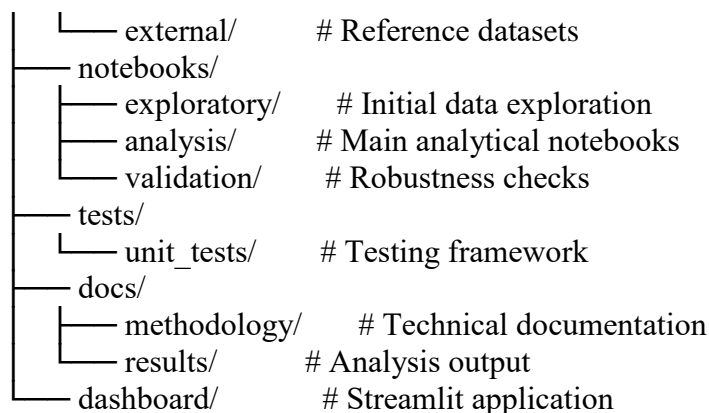 │   └── external/          # Reference datasets
├── notebooks/
│   ├── exploratory/       # Initial data exploration
│   ├── analysis/          # Main analytical notebooks
│   └── validation/        # Robustness checks
├── tests/
│   └── unit_tests/        # Testing framework
├── docs/
│   ├── methodology/       # Technical documentation
│   └── results/           # Analysis output
└── dashboard/             # Streamlit application